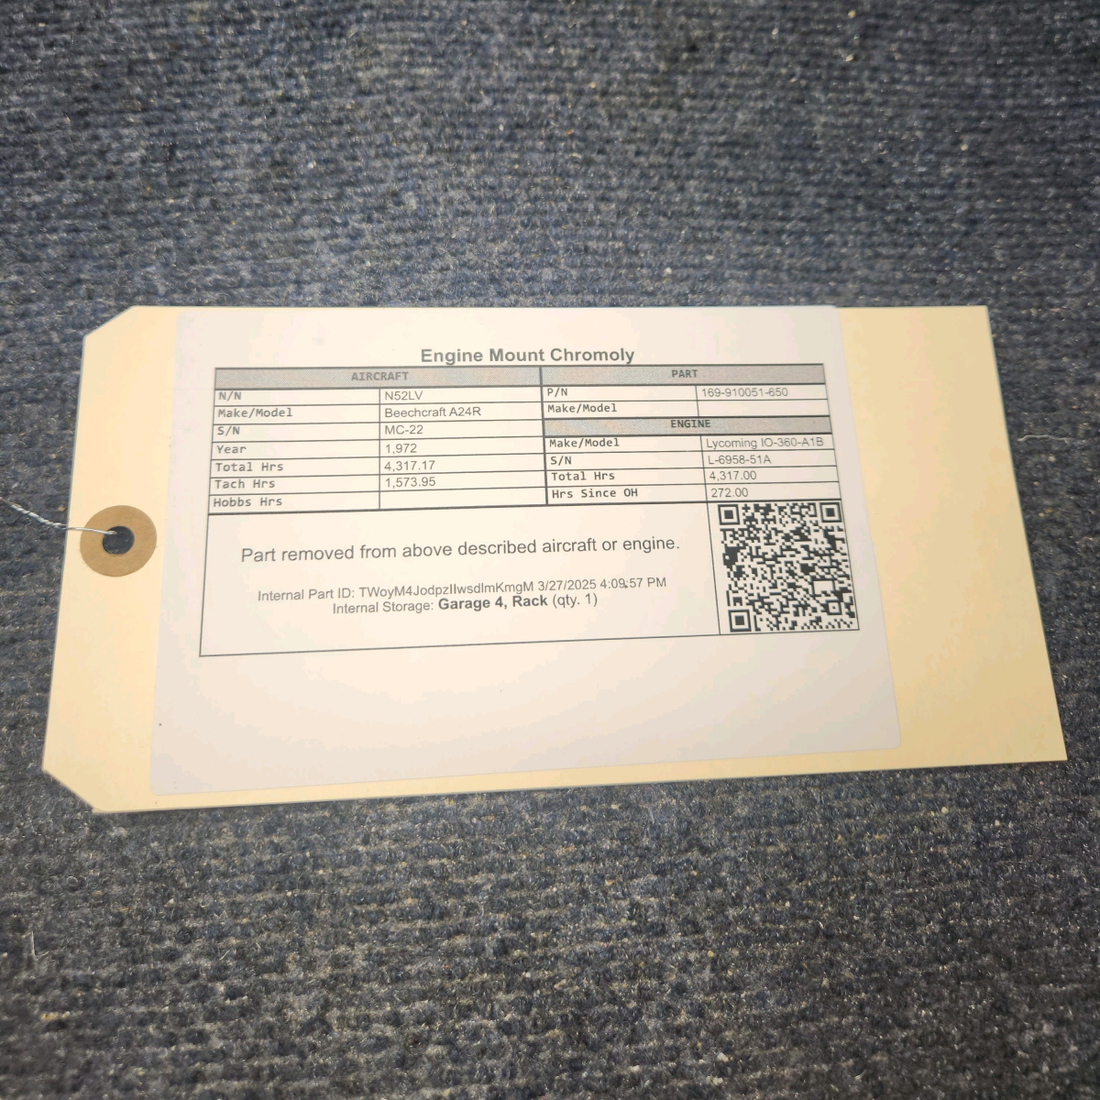 Engine Mount Chromoly
AIRCRAFT PART
N/N N52LV P/N 169-910051-650
Make/Model Beechcraft A24R Make/Model
S/N MC-22 ENGINE
Year 1,972 Make/Model Lycoming IO-360-A1B
Total Hrs 4,317.17 S/N L-6958-51A
Tach Hrs 1,573.95 Total Hrs 4,317.00
Hobbs Hrs Hrs Since OH 272.00
Part removed from above described aircraft or engine.
Internal Part ID: TWoyM4JodpzIIwsdlmKmgM 3/27/2025 4:09:57 PM
Internal Storage: Garage 4, Rack (qty. 1)